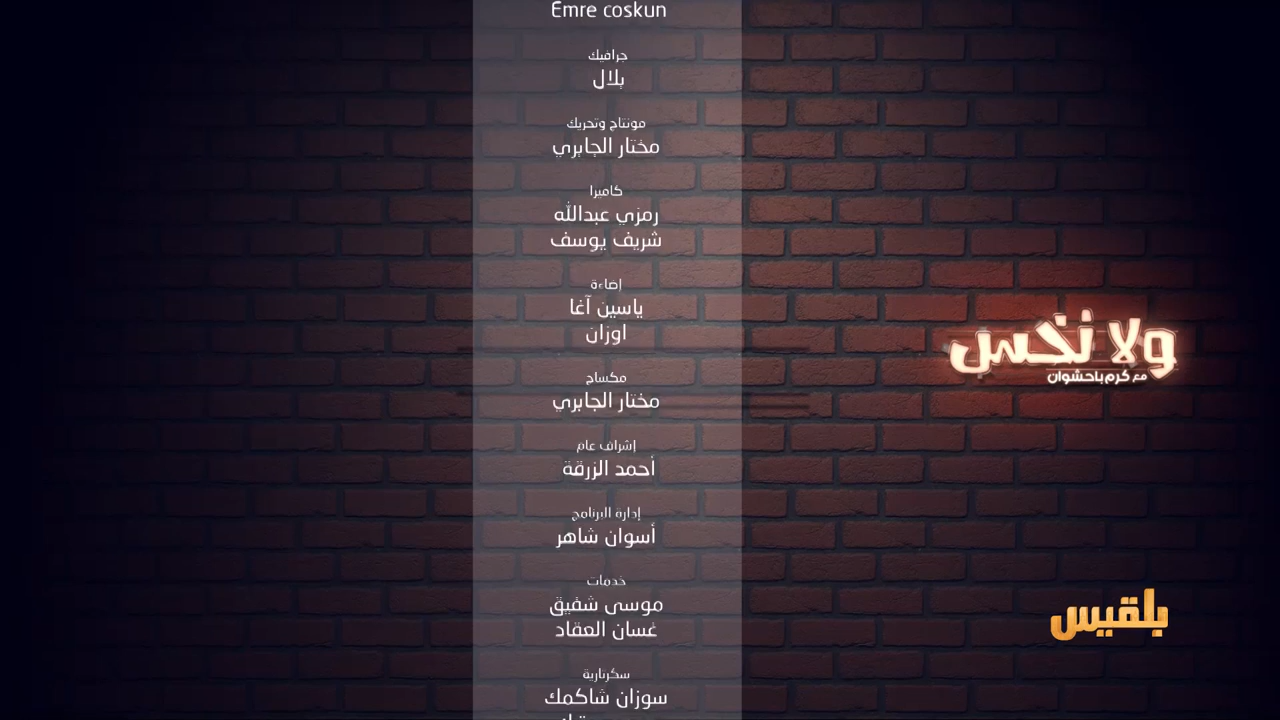 Emre coskun
جرافيك
بلال
مونتاج وتحريك
مختار الجابري
كاميرا
رمزي عبدالله
شريف يوسف
إضاءة
ياسين آغا
اوزان
مكساج
مختار الجابري
إشراف عام
أحمد الزرقة
إدارة البرنامج
أسوان شاهر
خدمات
موسى شفيق
غسان العقاد
سكرتارية
سوزان شاكمك
ولا نخس
مع كرم باحشوان
بلقيس